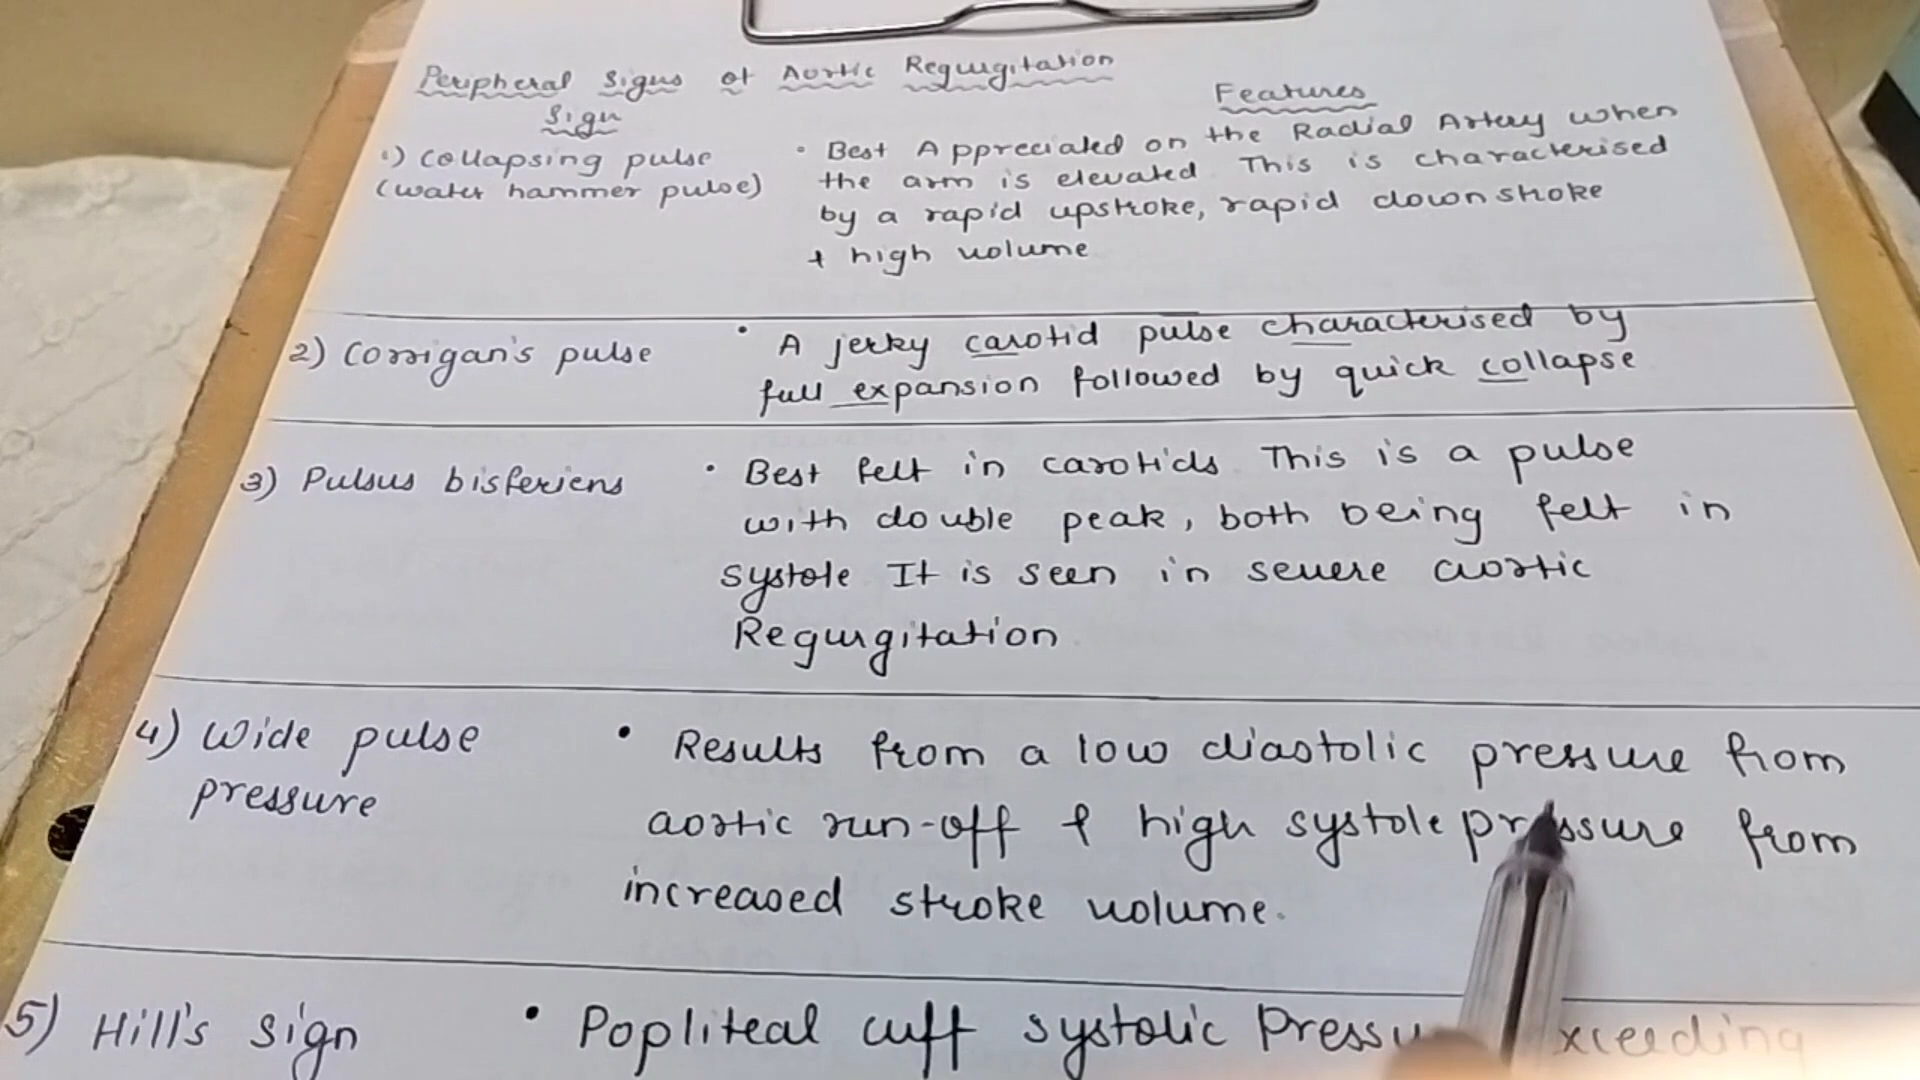 Peripheral Signs of Aortic Regurgitation
Sign
Features
1) Collapsing pulse
(water hammer pulse)
• Best Appreciated on the Radial Artery when
the arm is elevated. This is characterised
by a rapid upstroke, rapid downstroke
+ high volume
2) Corrigan's pulse
• A jerky carotid pulse characterised by
full expansion followed by quick collapse
3) Pulsus bisferiens
• Best felt in carotids. This is a pulse
with double peak, both being felt in
systole. It is seen in severe aortic
Regurgitation
4) Wide pulse
pressure
• Results from a low diastolic pressure from
aortic run-off & high systole pressure from
increased stroke volume.
5) Hill's sign
• Popliteal cuff systolic